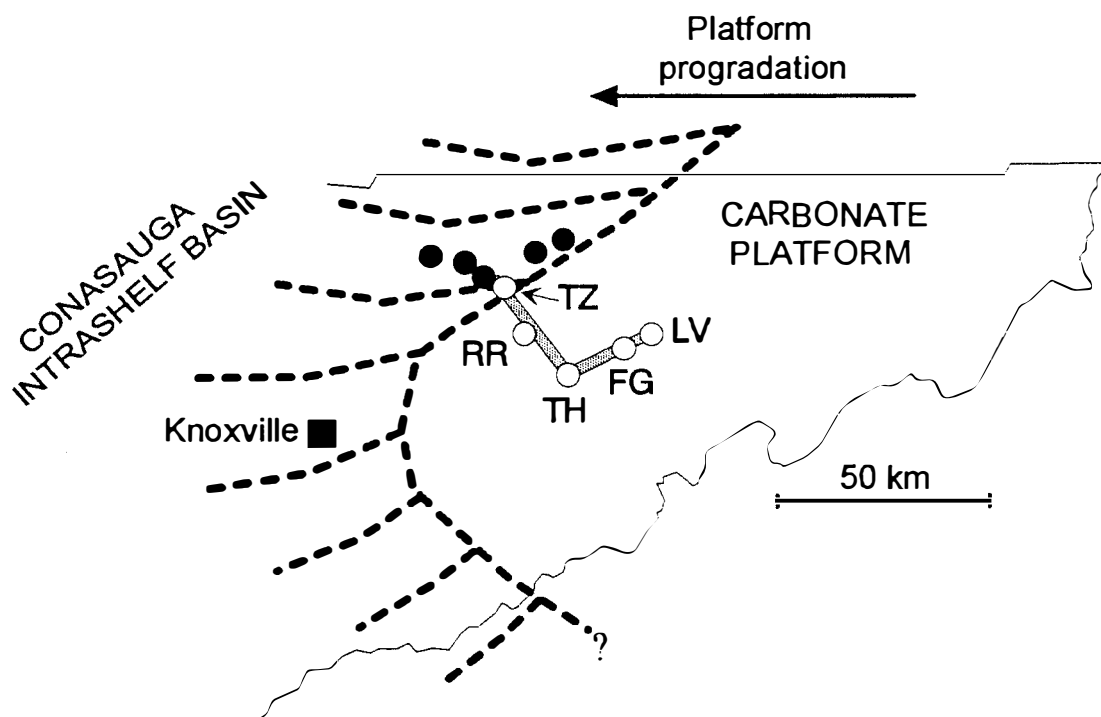 Platform
progradation
CONASAUGA
INTRASHELF BASIN
CARBONATE
PLATFORM
TZ
RR
LV
FG
TH
Knoxville
50 km
?